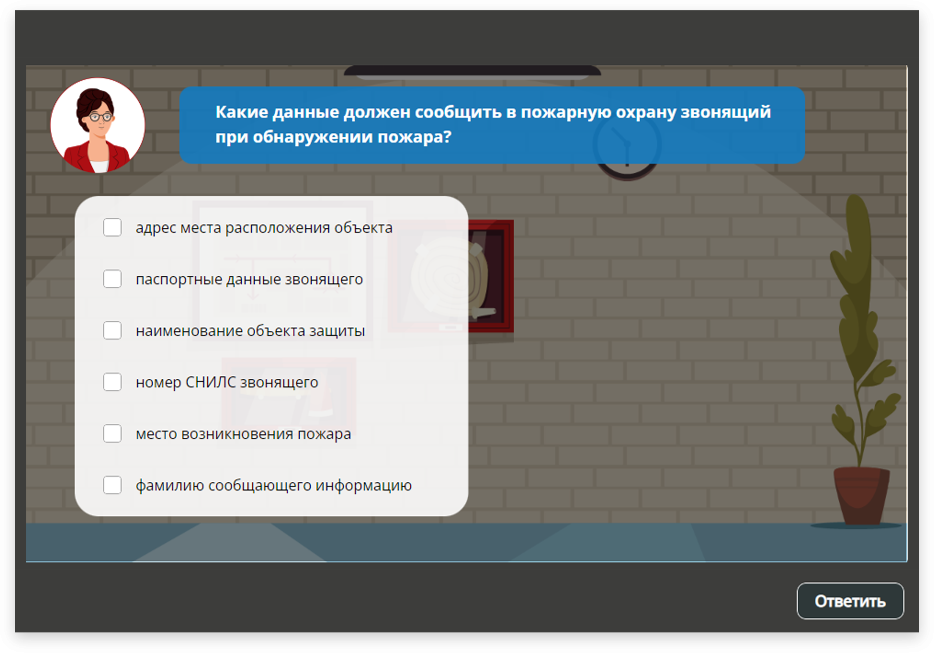 Какие данные должен сообщить в пожарную охрану звонящий
при обнаружении пожара?
адрес места расположения объекта
паспортные данные звонящего
наименование объекта защиты
номер СНИЛС звонящего
место возникновения пожара
фамилию сообщающего информацию
Ответить